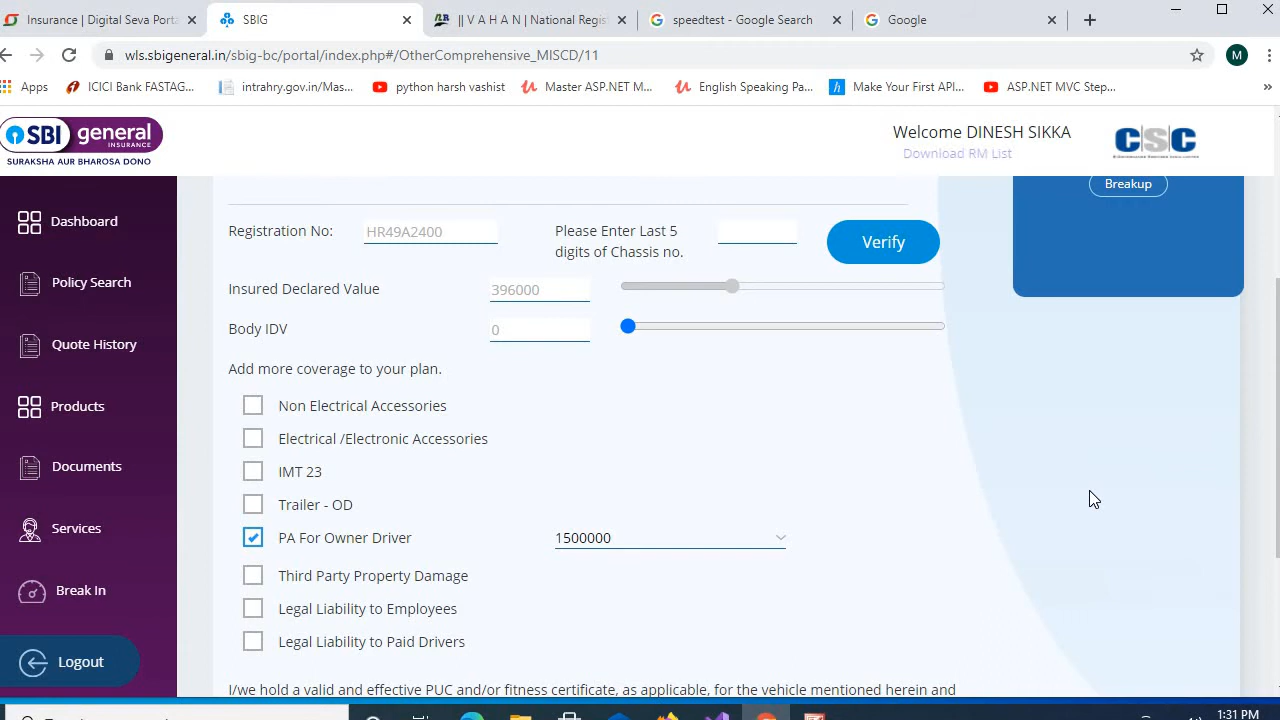 Insurance | Digital Seva Porta
SBIG
|| V A H A N | National Regis
speedtest - Google Search
Google
wls.sbigeneral.in/sbig-bc/portal/index.php#/OtherComprehensive_MISCD/11
M
Apps
ICICI Bank FASTAG...
intrahry.gov.in/Mas...
python harsh vashist
Master ASP.NET M...
English Speaking Pa...
Make Your First API...
ASP.NET MVC Step...
»
SBI general
INSURANCE
SURAKSHA AUR BHAROSA DONO
Welcome DINESH SIKKA
Download RM List
CSC
Breakup
Dashboard
Policy Search
Quote History
Products
Documents
Services
Break In
Logout
Registration No: HR49A2400
Please Enter Last 5
digits of Chassis no.
Verify
Insured Declared Value 396000
Body IDV 0
Add more coverage to your plan.
Non Electrical Accessories
Electrical /Electronic Accessories
IMT 23
Trailer - OD
PA For Owner Driver 1500000
Third Party Property Damage
Legal Liability to Employees
Legal Liability to Paid Drivers
I/we hold a valid and effective PUC and/or fitness certificate, as applicable, for the vehicle mentioned herein and
1:31 PM